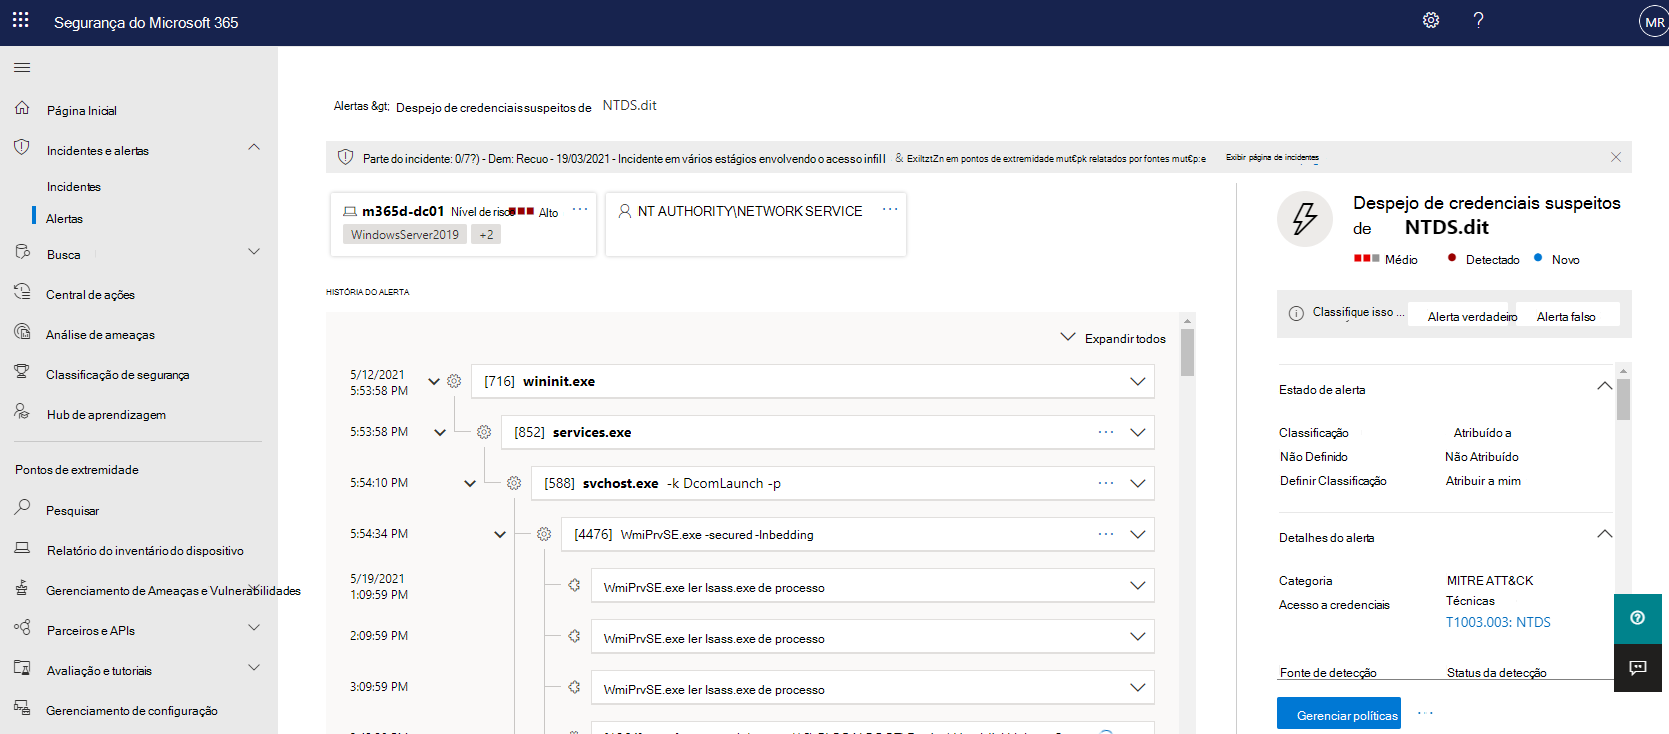 Segurança do Microsoft 365
MR
Página Inicial
Incidentes e alertas
Incidentes
Alertas
Busca
Central de ações
Análise de ameaças
Classificação de segurança
Hub de aprendizagem
Pontos de extremidade
Pesquisar
Relatório do inventário do dispositivo
Gerenciamento de Ameaças e Vulnerabilidades
Parceiros e APIs
Avaliação e tutoriais
Gerenciamento de configuração
Alertas &gt; Despejo de credenciais suspeitos de NTDS.dit
Parte do incidente: 0/7?) - Dem: Recuo - 19/03/2021 - Incidente em vários estágios envolvendo o acesso infill & ExiltztZn em pontos de extremidade mut€pk relatados por fontes mut€p:e Exibir página de incidentes
m365d-dc01 Nível de risco Alto ...
WindowsServer2019 +2
NT AUTHORITY\NETWORK SERVICE ...
HISTÓRIA DO ALERTA
Expandir todos
5/12/2021
5:53:58 PM
[716] wininit.exe
5:53:58 PM [852] services.exe ...
5:54:10 PM [588] svchost.exe -k DcomLaunch -p ...
5:54:34 PM [4476] WmiPrvSE.exe -secured -Inbedding ...
5/19/2021
1:09:59 PM
WmiPrvSE.exe ler lsass.exe de processo
2:09:59 PM WmiPrvSE.exe ler lsass.exe de processo
3:09:59 PM WmiPrvSE.exe ler lsass.exe de processo
Despejo de credenciais suspeitos
de NTDS.dit
Médio Detectado Novo
Classifique isso ... Alerta verdadeiro Alerta falso
Estado de alerta
Classificação Atribuído a
Não Definido Não Atribuído
Definir Classificação Atribuir a mim
Detalhes do alerta
Categoria MITRE ATT&CK
Acesso a credenciais Técnicas
T1003.003: NTDS
Fonte de detecção Status da detecção
Gerenciar políticas ...